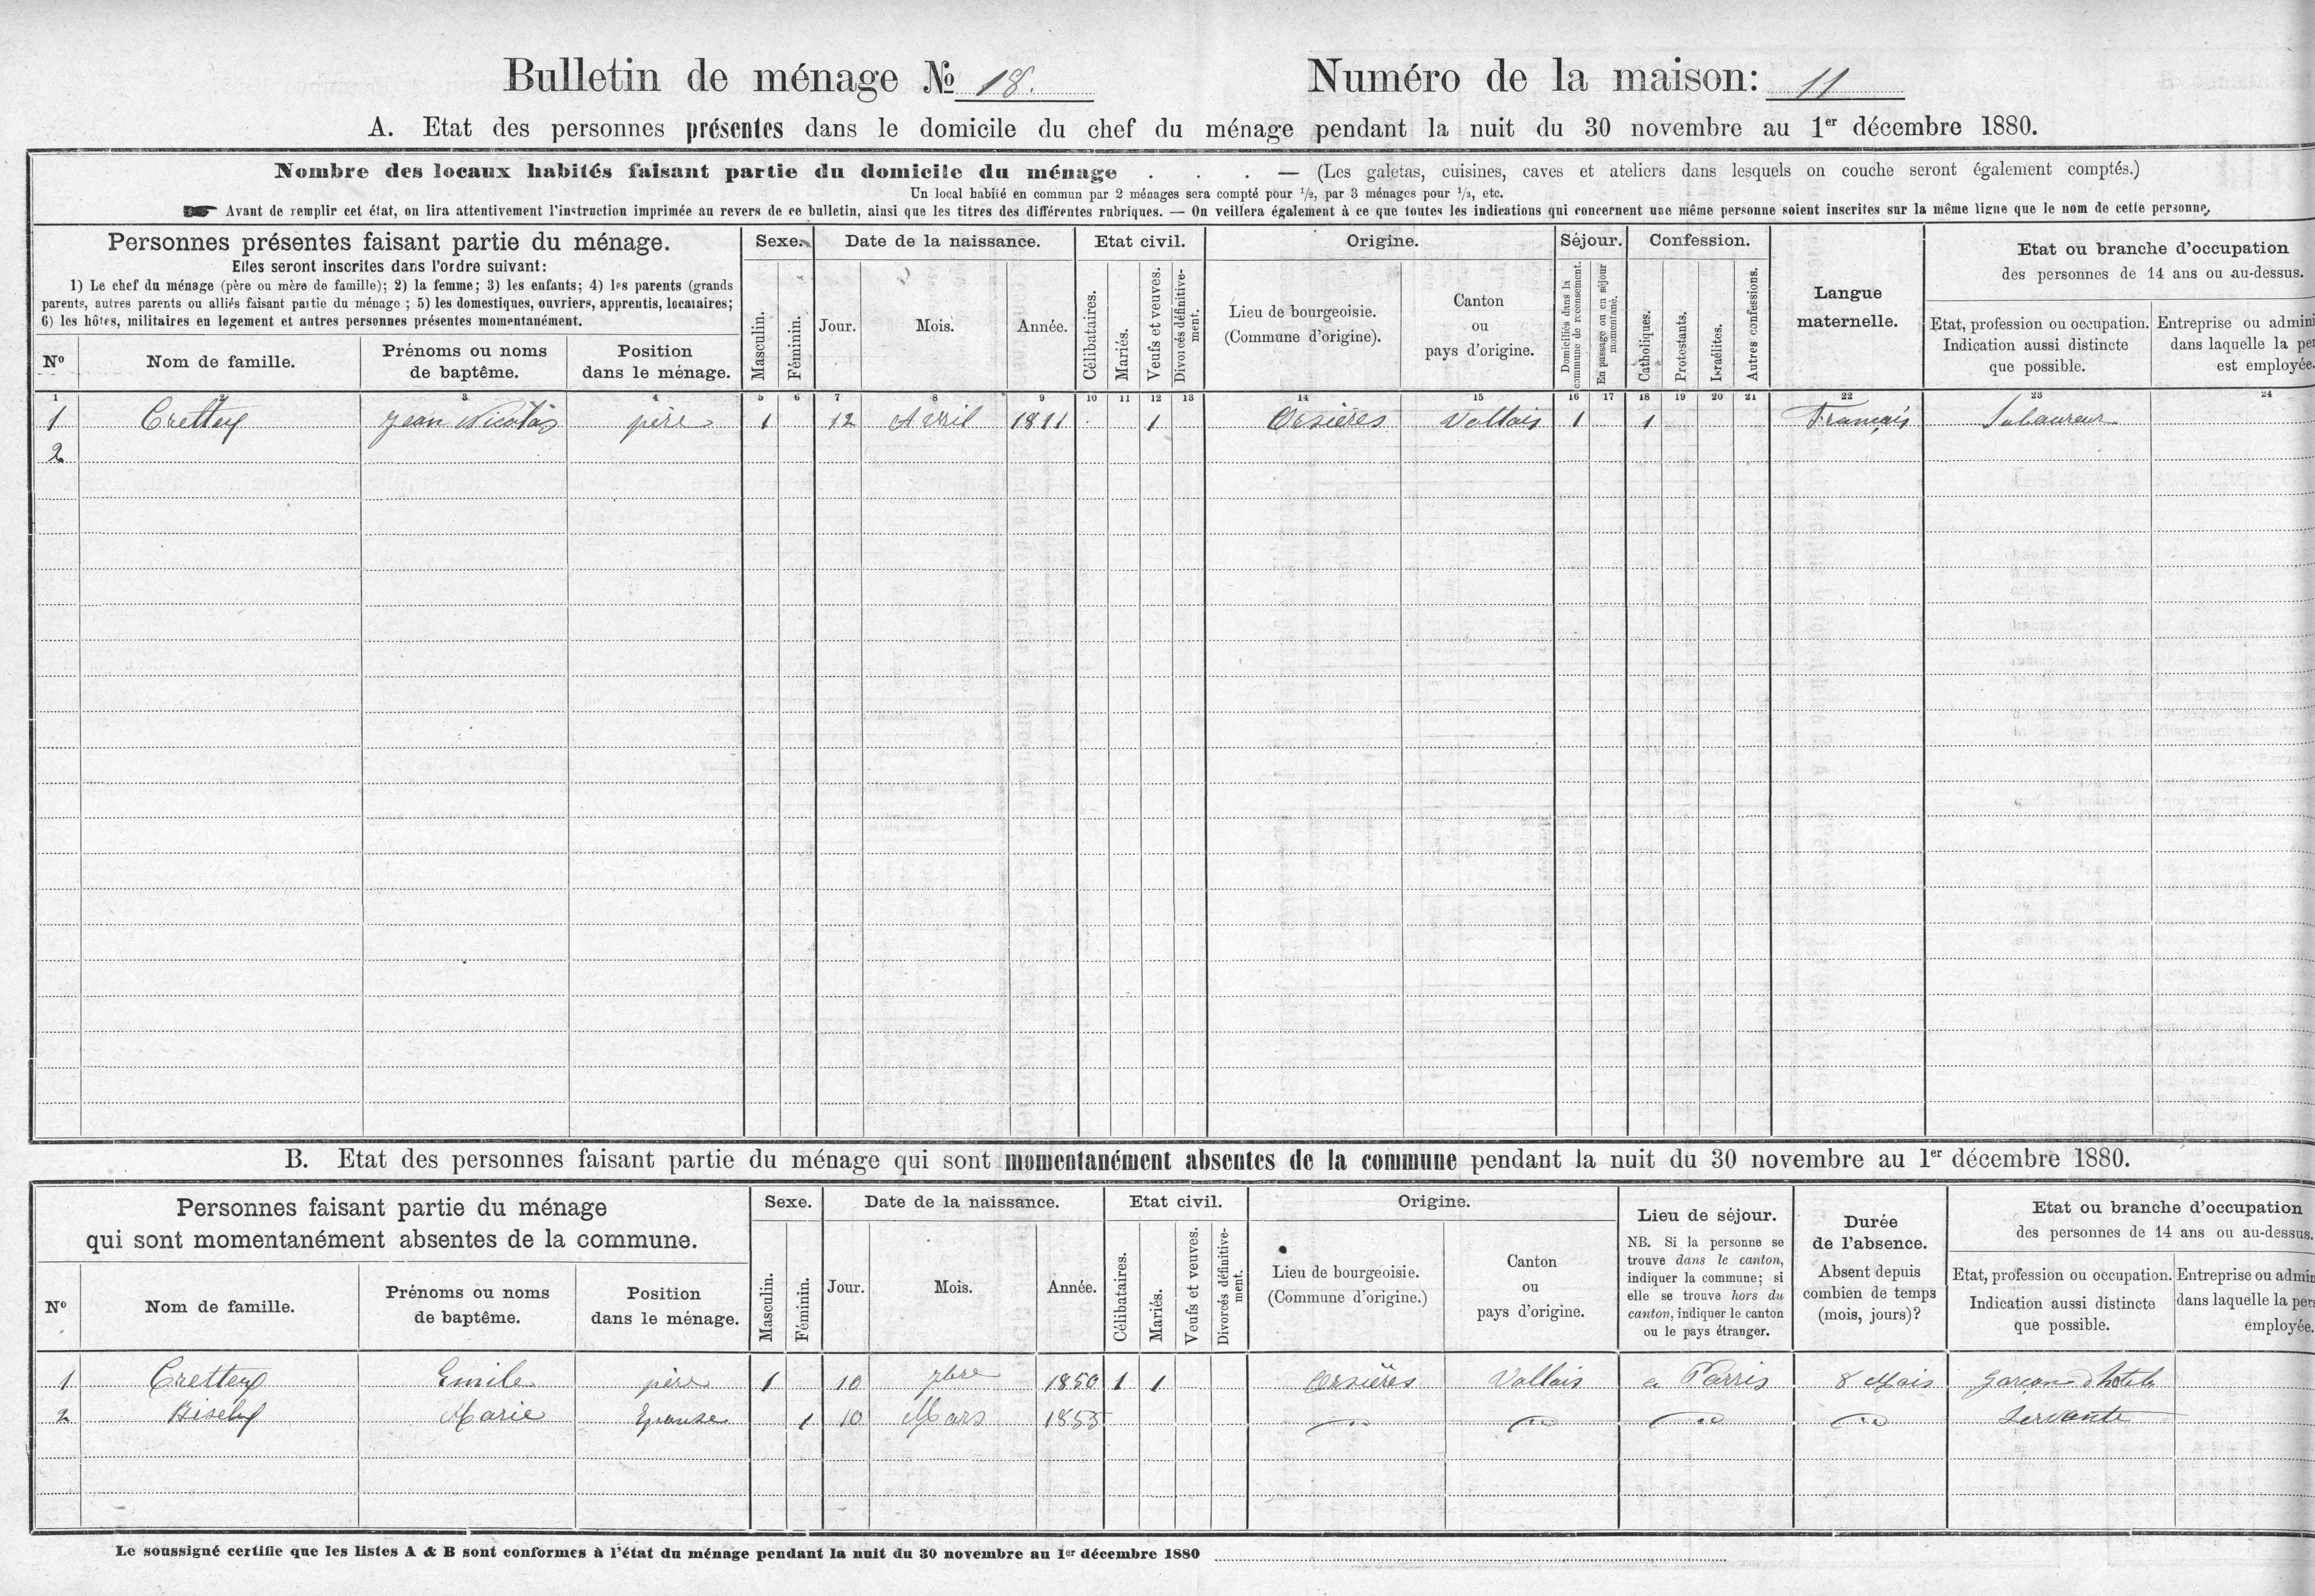 Bulletin de ménage № 18. Numéro de la maison: 11
A. Etat des personnes présentes dans le domicile du chef du ménage pendant la nuit du 30 novembre au 1er décembre 1880.
Nombre des locaux habités faisant partie du domicile du ménage . . . — (Les galetas, cuisines, caves et ateliers dans lesquels on couche seront également comptés.)
Un local habité en commun par 2 ménages sera compté pour 1/2, par 3 ménages pour 1/3, etc.
Avant de remplir cet état, on lira attentivement l'instruction imprimée au revers de ce bulletin, ainsi que les titres des différentes rubriques. — On veillera également à ce que toutes les indications qui concernent une même personne soient inscrites sur la même ligne que le nom de cette personne.
Personnes présentes faisant partie du ménage.
Elles seront inscrites dans l'ordre suivant:
1) Le chef du ménage (père ou mère de famille); 2) la femme; 3) les enfants; 4) les parents (grands
parents, autres parents ou alliés faisant partie du ménage ; 5) les domestiques, ouvriers, apprentis, locataires;
6) les hôtes, militaires en logement et autres personnes présentes momentanément.
Nº
Nom de famille.
Prénoms ou noms
de baptême.
Position
dans le ménage.
Sexe.
Masculin.
Féminin.
Date de la naissance.
Jour.
Mois.
Année.
Etat civil.
Célibataires.
Mariés.
Veufs et veuves.
Divorcés définitive-
ment.
Origine.
Lieu de bourgeoisie.
(Commune d'origine).
Canton
ou
pays d'origine.
Séjour.
Domiciliés dans la
commune de recensement.
En passage ou en séjour
momentané.
Confession.
Catholiques.
Protestants.
Israélites.
Autres confessions.
Langue
maternelle.
Etat ou branche d'occupation
des personnes de 14 ans ou au-dessus.
Etat, profession ou occupation.
Indication aussi distincte
que possible.
Entreprise ou admini
dans laquelle la per
est employée.
1 2 3 4 5 6 7 8 9 10 11 12 13 14 15 16 17 18 19 20 21 22 23 24
1 Crettex Jean Nicolas père 1 12 Avril 1811 1 Orsières Vallais 1 1 Français
2
B. Etat des personnes faisant partie du ménage qui sont momentanément absentes de la commune pendant la nuit du 30 novembre au 1er décembre 1880.
Personnes faisant partie du ménage
qui sont momentanément absentes de la commune.
Nº
Nom de famille.
Prénoms ou noms
de baptême.
Position
dans le ménage.
Sexe.
Masculin.
Féminin.
Date de la naissance.
Jour.
Mois.
Année.
Etat civil.
Célibataires.
Mariés.
Veufs et veuves.
Divorcés définitive-
ment.
Origine.
Lieu de bourgeoisie.
(Commune d'origine.)
Canton
ou
pays d'origine.
Lieu de séjour.
NB. Si la personne se
trouve dans le canton,
indiquer la commune; si
elle se trouve hors du
canton, indiquer le canton
ou le pays étranger.
Durée
de l'absence.
Absent depuis
combien de temps
(mois, jours)?
Etat ou branche d'occupation
des personnes de 14 ans ou au-dessus.
Etat, profession ou occupation.
Indication aussi distincte
que possible.
Entreprise ou admin
dans laquelle la per
employée.
1 Crettex Emile père 1 10 7bre 1850 1 1 Orsières Vallais a Parris 8 Mois Garçon d'hotel
2 Biselx Marie Epouse 1 10 Mars 1853 Servante
Le soussigné certifie que les listes A & B sont conformes à l'état du ménage pendant la nuit du 30 novembre au 1er décembre 1880